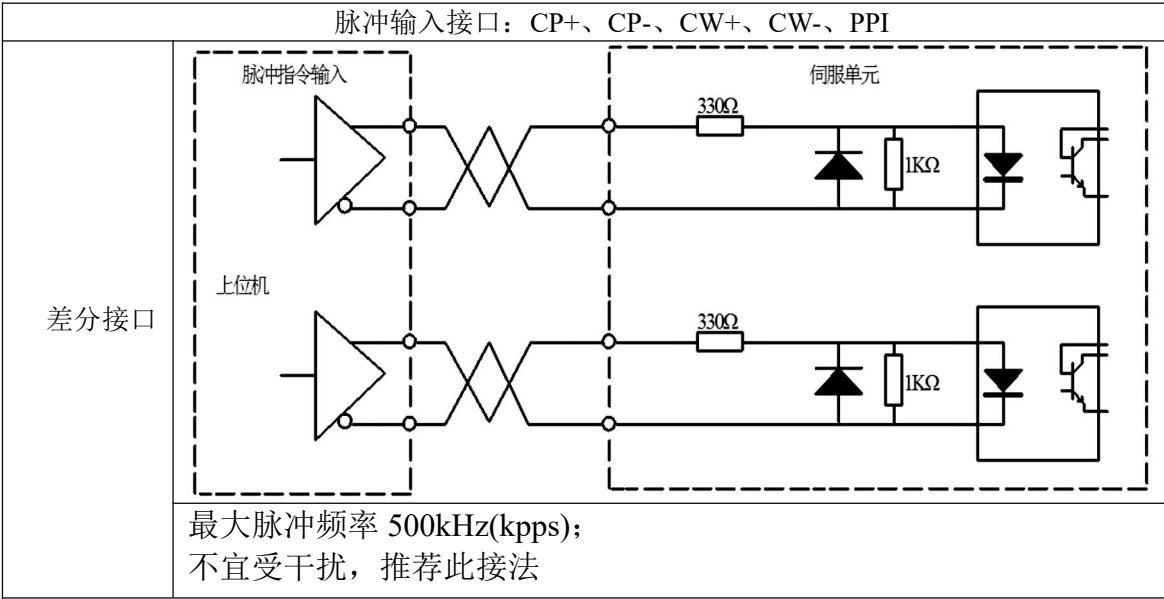 脉冲输入接口：CP+、CP-、CW+、CW-、PPI
脉冲指令输入
伺服单元
330Ω
1KΩ
上位机
差分接口
330Ω
1KΩ
最大脉冲频率 500kHz(kpps)；
不宜受干扰，推荐此接法